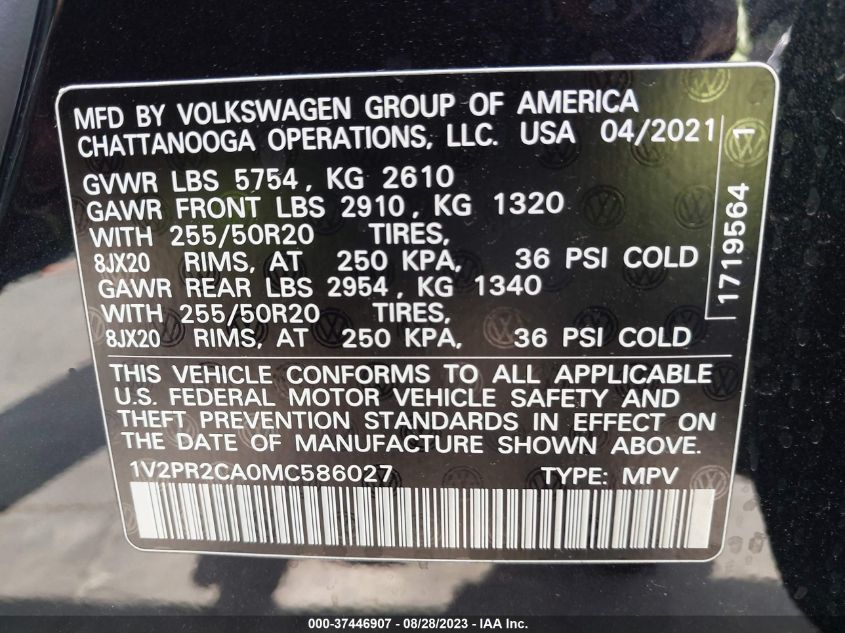 MFD BY VOLKSWAGEN GROUP OF AMERICA
CHATTANOOGA OPERATIONS, LLC. USA 04/2021
GVWR LBS 5754, KG 2610
GAWR FRONT LBS 2910, KG 1320
WITH 255/50R20 TIRES,
8JX20 RIMS, AT 250 KPA, 36 PSI COLD
GAWR REAR LBS 2954, KG 1340
WITH 255/50R20 TIRES,
8JX20 RIMS, AT 250 KPA, 36 PSI COLD
1719564 1
THIS VEHICLE CONFORMS TO ALL APPLICABLE
U.S. FEDERAL MOTOR VEHICLE SAFETY AND
THEFT PREVENTION STANDARDS IN EFFECT ON
THE DATE OF MANUFACTURE SHOWN ABOVE.
1V2PR2CA0MC586027 TYPE: MPV
000-37446907 - 08/28/2023 - IAA Inc.